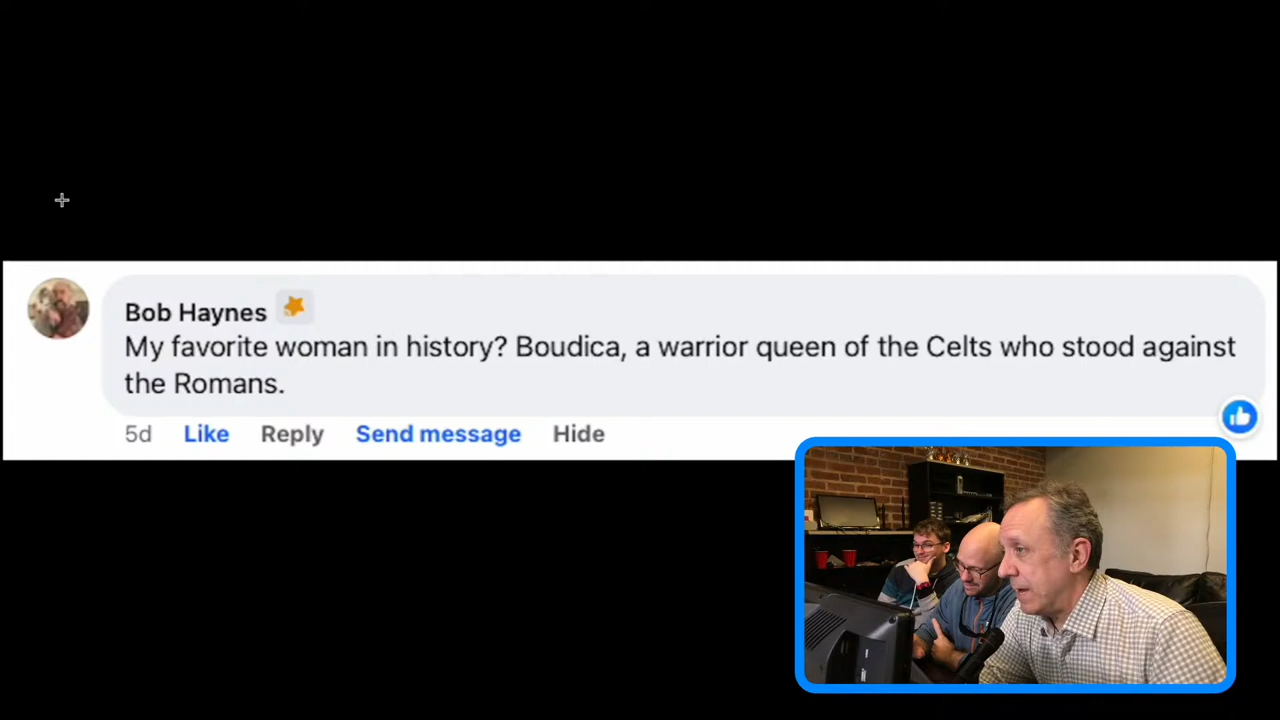 Bob Haynes
My favorite woman in history? Boudica, a warrior queen of the Celts who stood against
the Romans.
5d Like Reply Send message Hide